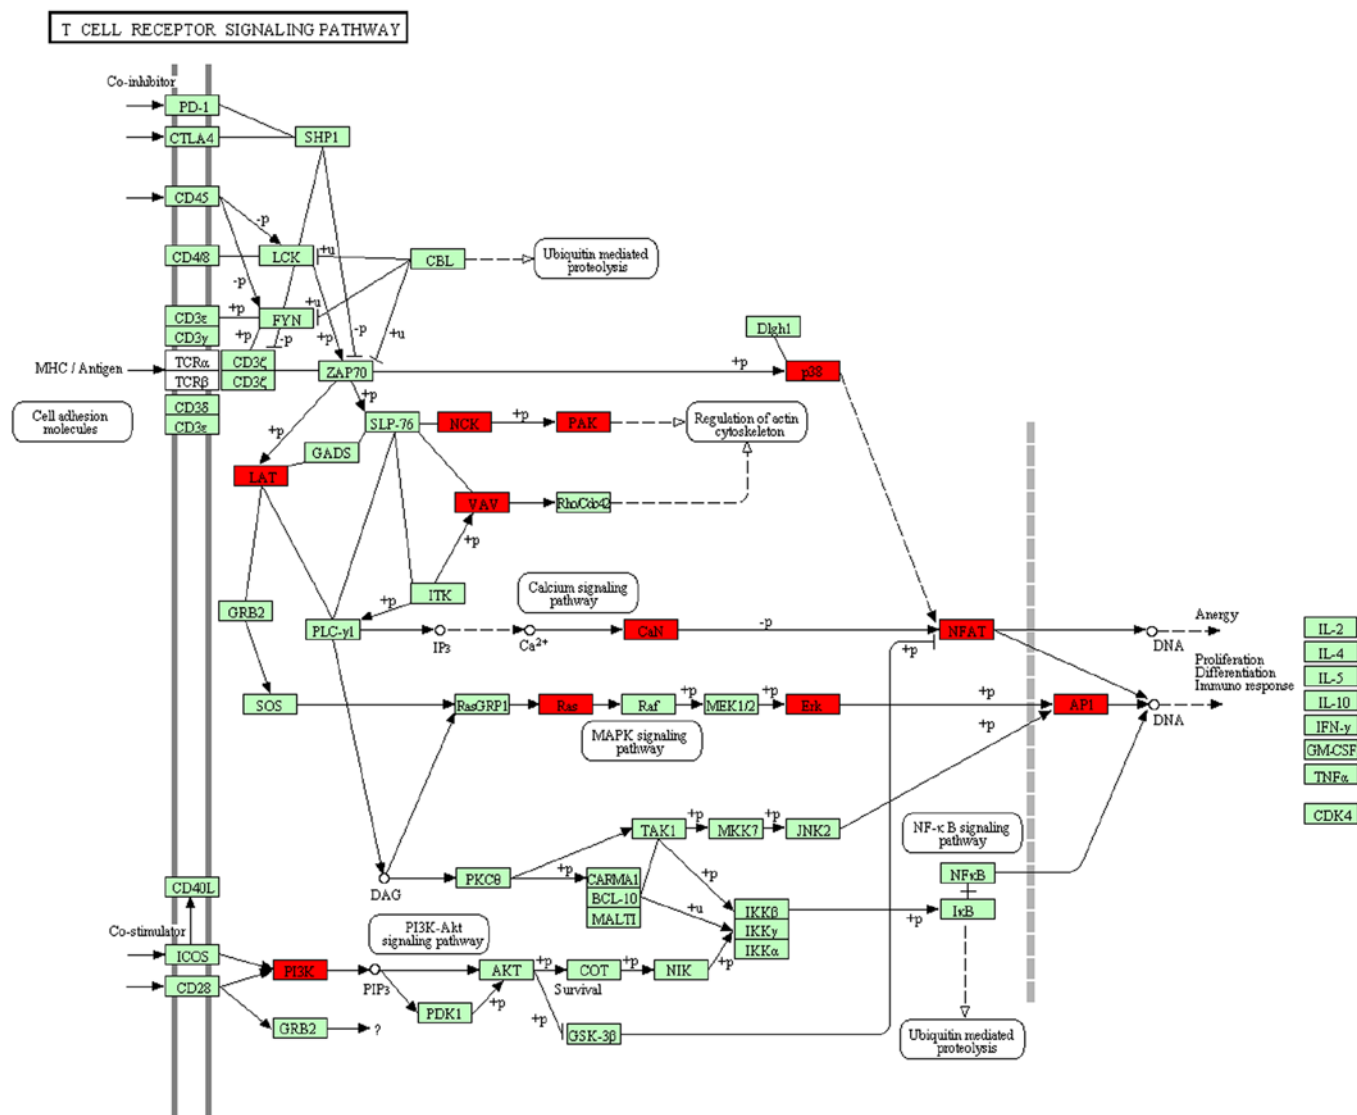 T CELL RECEPTOR SIGNALING PATHWAY
Co-inhibitor
PD-1
CTLA4
SHP1
CD45
-p
CD4/8
LCK
+u
CBL
Ubiquitin mediated
proteolysis
-p
CD3ε
+p
FYN
+u
CD3γ
+p
-p
+p
-p
+u
Dlgh1
MHC / Antigen
TCRα
CD3ζ
TCRβ
CD3ζ
ZAP70
+p
p38
+p
Cell adhesion
molecules
CD3δ
CD3ε
+p
SLP-76
NCK
+p
PAK
Regulation of actin
cytoskeleton
GADS
LAT
VAV
Rho/Cdc42
+p
ITK
+p
Calcium signaling
pathway
GRB2
PLC-γ1
IP3
Ca2+
CaN
-p
NFAT
+p
DNA
Anergy
Proliferation
Differentiation
Immuno response
IL-2
IL-4
IL-5
IL-10
IFN-γ
GM-CSF
TNFα
CDK4
SOS
RasGRP1
Ras
Raf
+p
MEK1/2
+p
Erk
+p
AP1
DNA
+p
MAPK signaling
pathway
TAK1
+p
MKK7
+p
JNK2
NF-κB signaling
pathway
DAG
PKCθ
+p
CARMA1
BCL-10
MALT1
+p
+u
IKKβ
IKKγ
IKKα
+p
NFκB
IκB
CD40L
Co-stimulator
ICOS
CD28
PI3K
PIP3
PI3K-Akt
signaling pathway
AKT
+p
COT
+p
NIK
+p
Survival
PDK1
+p
+p
GSK-3β
GRB2
?
Ubiquitin mediated
proteolysis